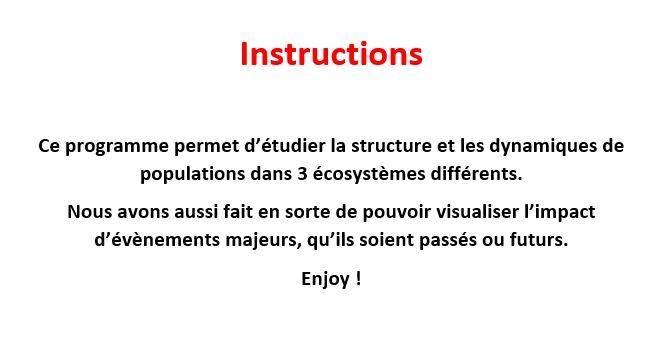 Instructions
Ce programme permet d’étudier la structure et les dynamiques de
populations dans 3 écosystèmes différents.
Nous avons aussi fait en sorte de pouvoir visualiser l’impact
d’évènements majeurs, qu’ils soient passés ou futurs.
Enjoy !